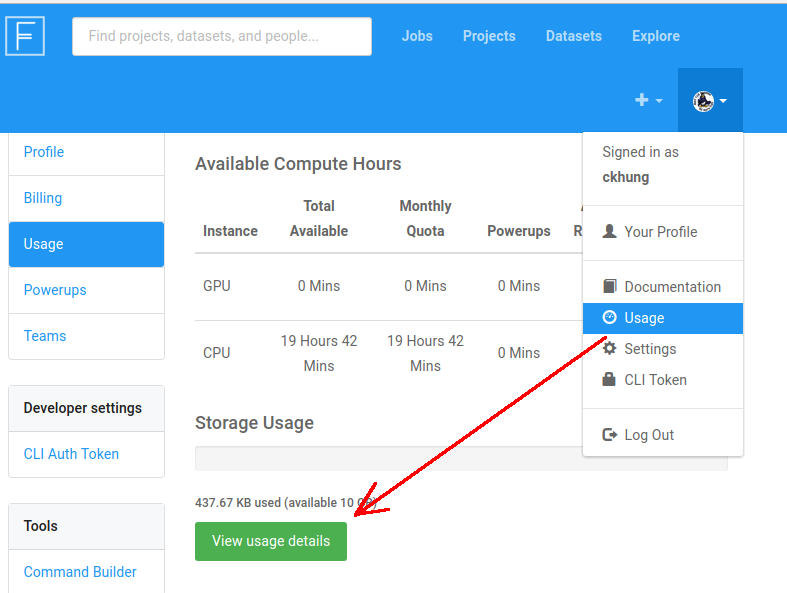 Find projects, datasets, and people...
Jobs
Projects
Datasets
Explore
Signed in as
ckhung
Your Profile
Documentation
Usage
Settings
CLI Token
Log Out
Profile
Billing
Usage
Powerups
Teams
Developer settings
CLI Auth Token
Tools
Command Builder
Available Compute Hours
Instance
Total
Available
Monthly
Quota
Powerups
GPU 0 Mins 0 Mins 0 Mins
CPU
19 Hours 42
Mins
19 Hours 42
Mins
0 Mins
Storage Usage
437.67 KB used (available 10 GB)
View usage details